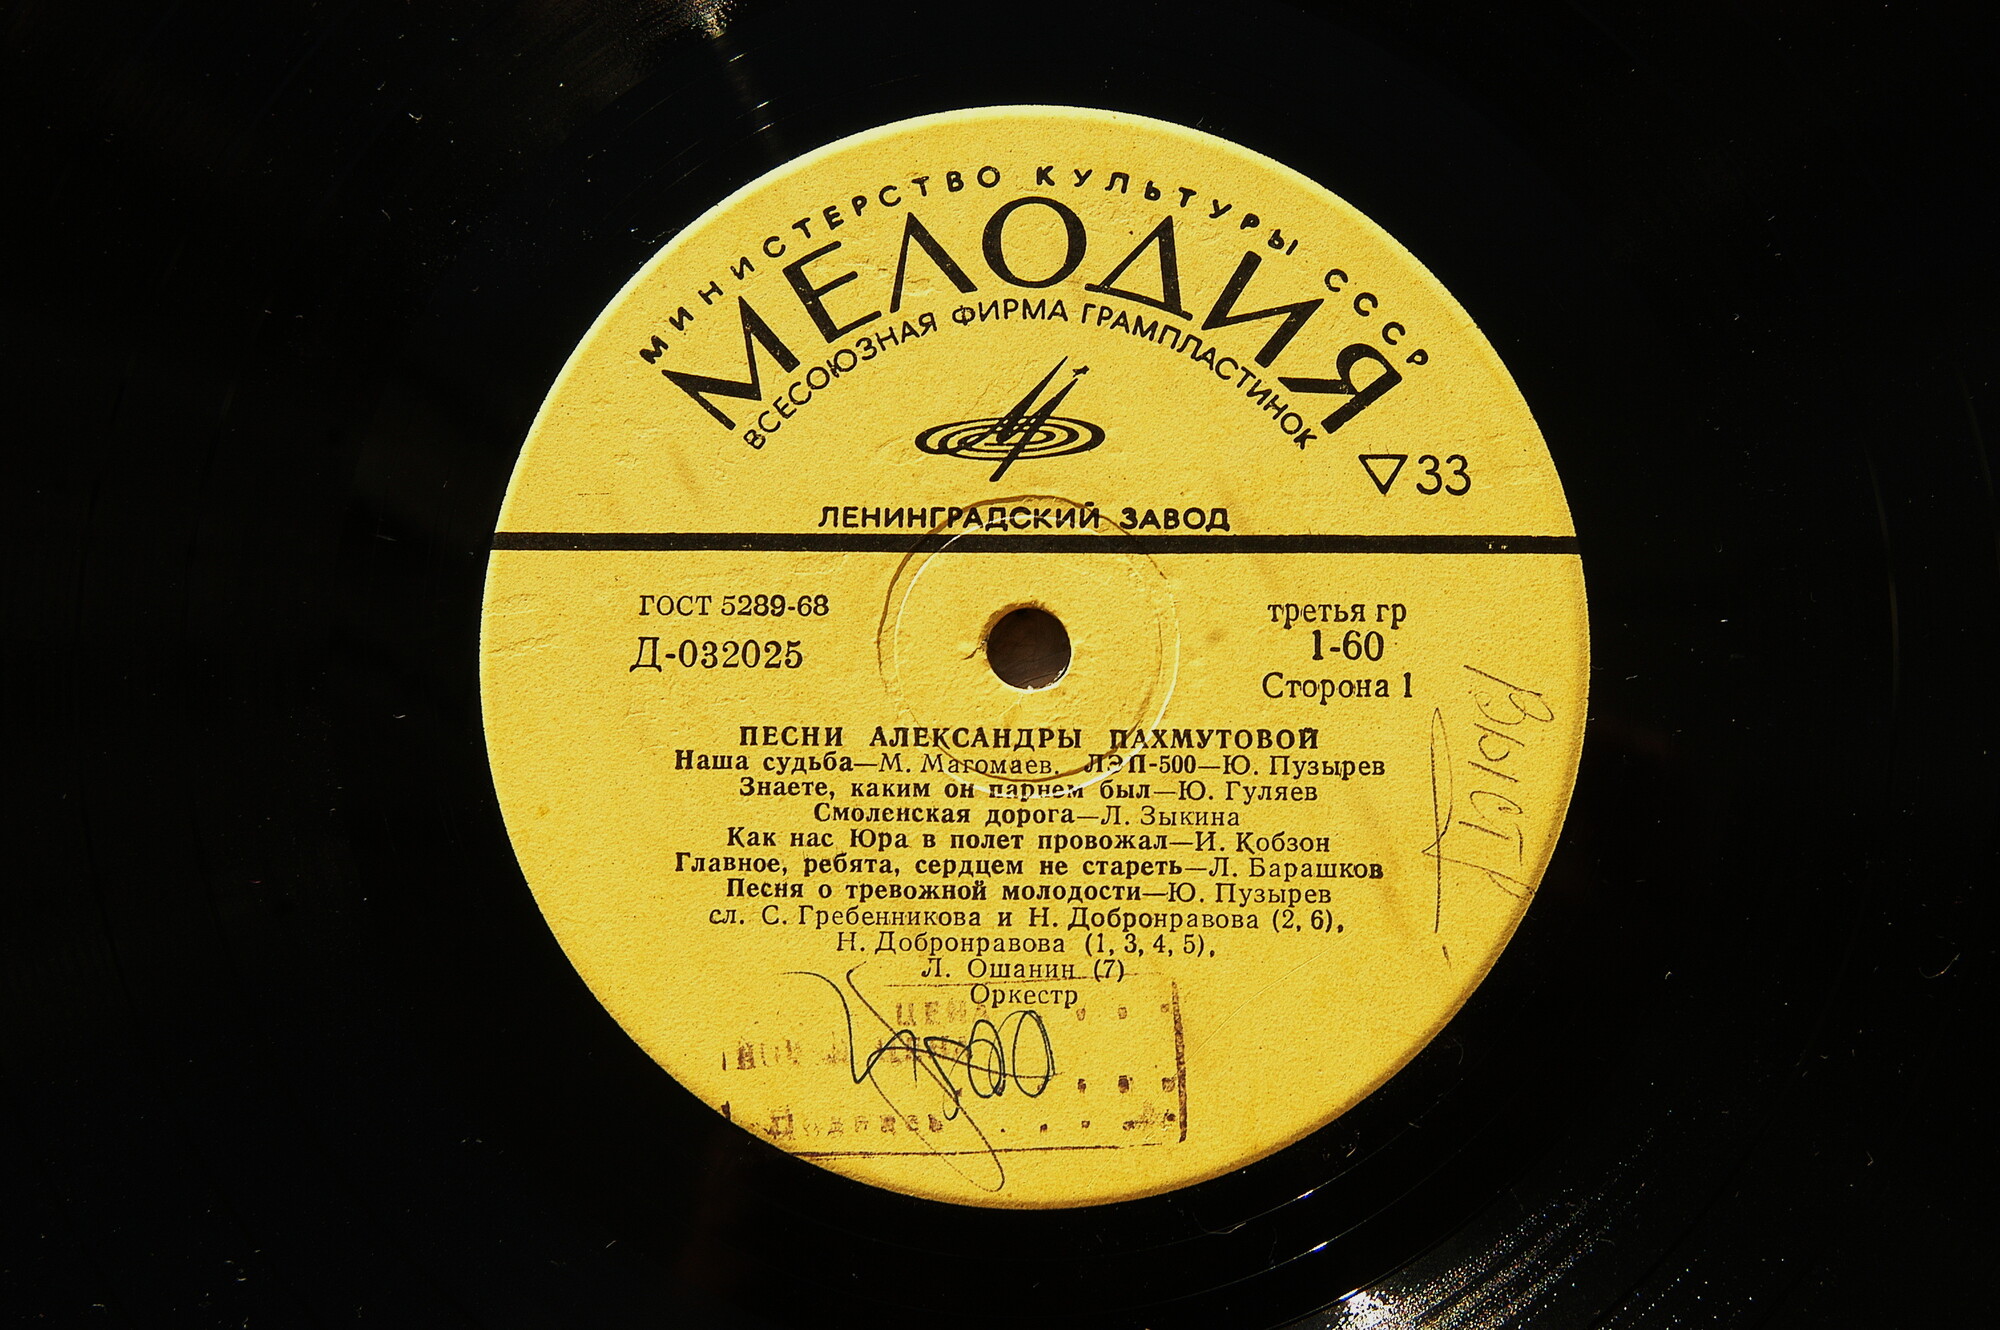 МИНИСТЕРСТВО КУЛЬТУРЫ СССР
МЕЛОДИЯ
ВСЕСОЮЗНАЯ ФИРМА ГРАМПЛАСТИНОК
▽33
ЛЕНИНГРАДСКИЙ ЗАВОД
ГОСТ 5289-68
Д-032025
третья гр
1-60
Сторона 1
ПЕСНИ АЛЕКСАНДРЫ ПАХМУТОВОЙ
Наша судьба—М. Магомаев. ЛЭП-500—Ю. Пузырев
Знаете, каким он парнем был—Ю. Гуляев
Смоленская дорога—Л. Зыкина
Как нас Юра в полет провожал—И. Кобзон
Главное, ребята, сердцем не стареть—Л. Барашков
Песня о тревожной молодости—Ю. Пузырев
сл. С. Гребенникова и Н. Добронравова (2, 6),
Н. Добронравова (1, 3, 4, 5),
Л. Ошанин (7)
Оркестр
ЦЕНА